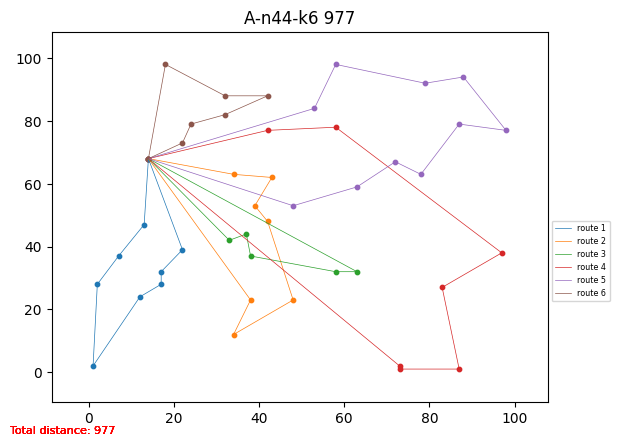 A-n44-k6 977
100
80
60
40
20
0
0 20 40 60 80 100
route 1
route 2
route 3
route 4
route 5
route 6
Total distance: 977